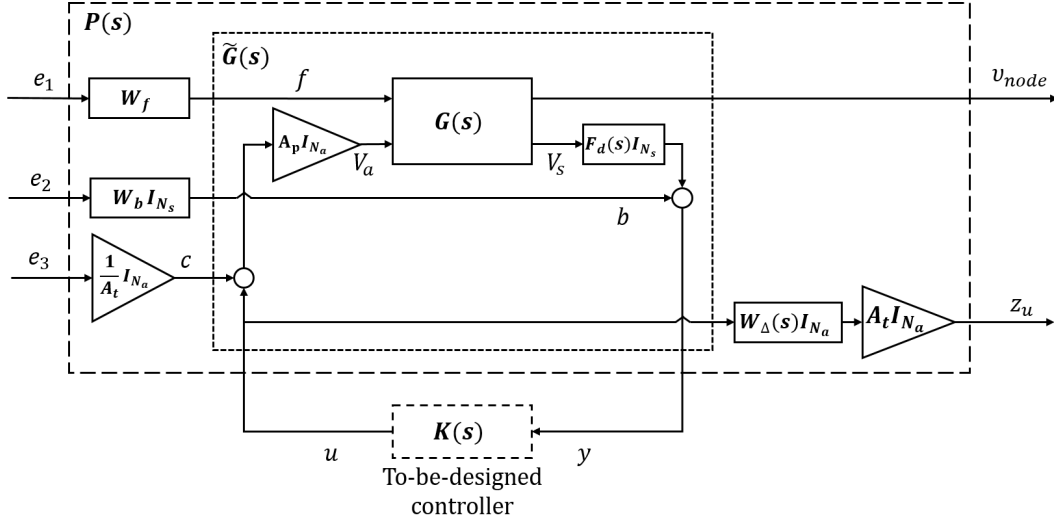 P(s)
G̃(s)
e₁
W_f
f
G(s)
υ_node
A_p I_{N_a}
V_a
V_s
F_d(s)I_{N_s}
e₂
W_b I_{N_s}
b
e₃
1/A_t I_{N_a}
c
W_Δ(s)I_{N_a}
A_t I_{N_a}
z_u
K(s)
u
y
To-be-designed
controller